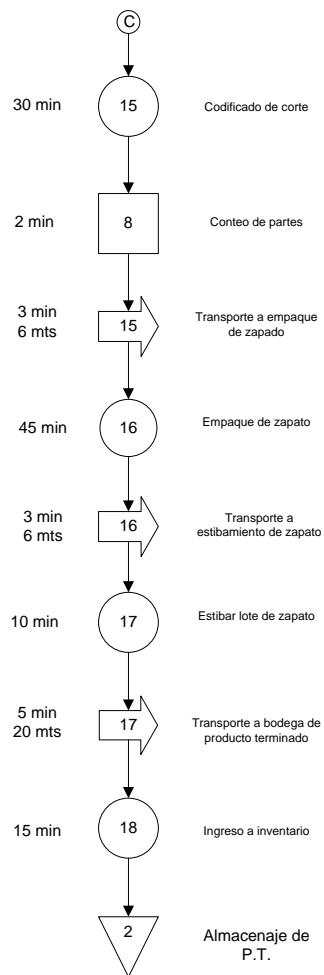 C
30 min
15
Codificado de corte
2 min
8
Conteo de partes
3 min
6 mts
15
Transporte a empaque
de zapado
45 min
16
Empaque de zapato
3 min
6 mts
16
Transporte a
estibamiento de zapato
10 min
17
Estibar lote de zapato
5 min
20 mts
17
Transporte a bodega de
producto terminado
15 min
18
Ingreso a inventario
2
Almacenaje de
P.T.